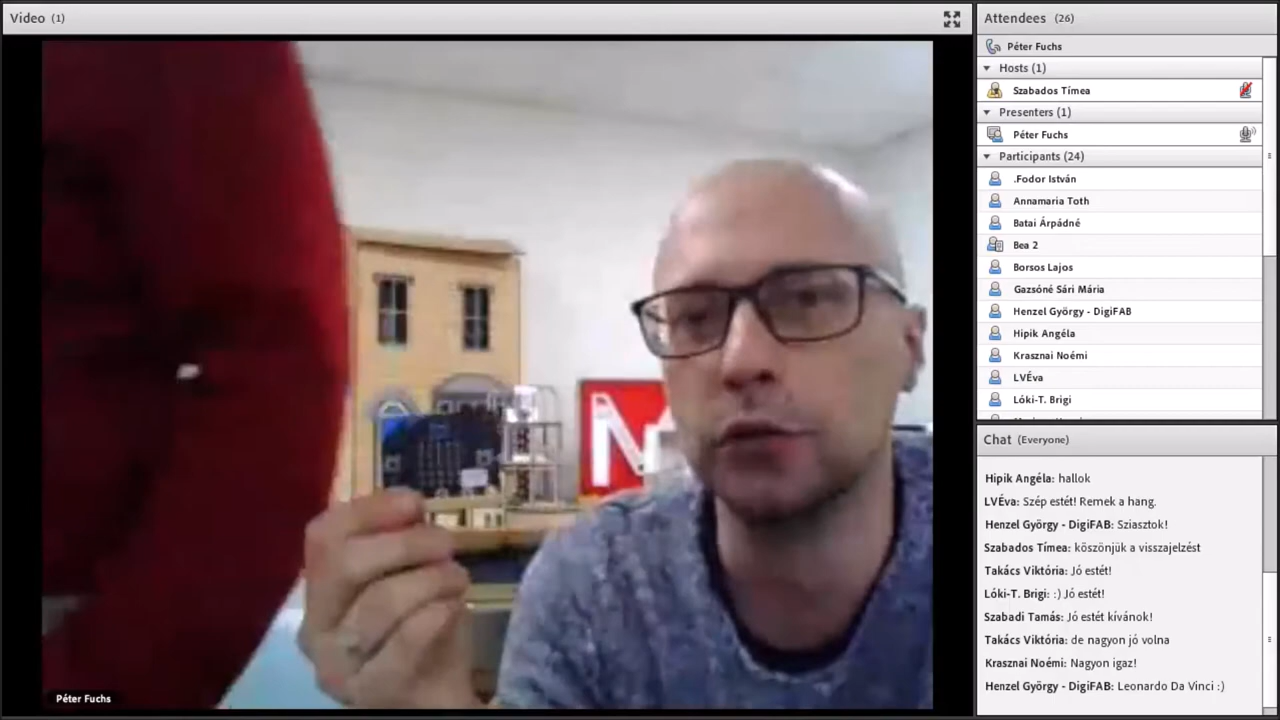 Video (1)
Péter Fuchs
Attendees (26)
Péter Fuchs
Hosts (1)
Szabados Tímea
Presenters (1)
Péter Fuchs
Participants (24)
.Fodor István
Annamaria Toth
Batai Árpádné
Bea 2
Borsos Lajos
Gazsóné Sári Mária
Henzel György - DigiFAB
Hipik Angéla
Krasznai Noémi
LVÉva
Lóki-T. Brigi
Chat (Everyone)
Hipik Angéla: hallok
LVÉva: Szép estét! Remek a hang.
Henzel György - DigiFAB: Sziasztok!
Szabados Tímea: köszönjük a visszajelzést
Takács Viktória: Jó estét!
Lóki-T. Brigi: :) Jó estét!
Szabadi Tamás: Jó estét kívánok!
Takács Viktória: de nagyon jó volna
Krasznai Noémi: Nagyon igaz!
Henzel György - DigiFAB: Leonardo Da Vinci :)